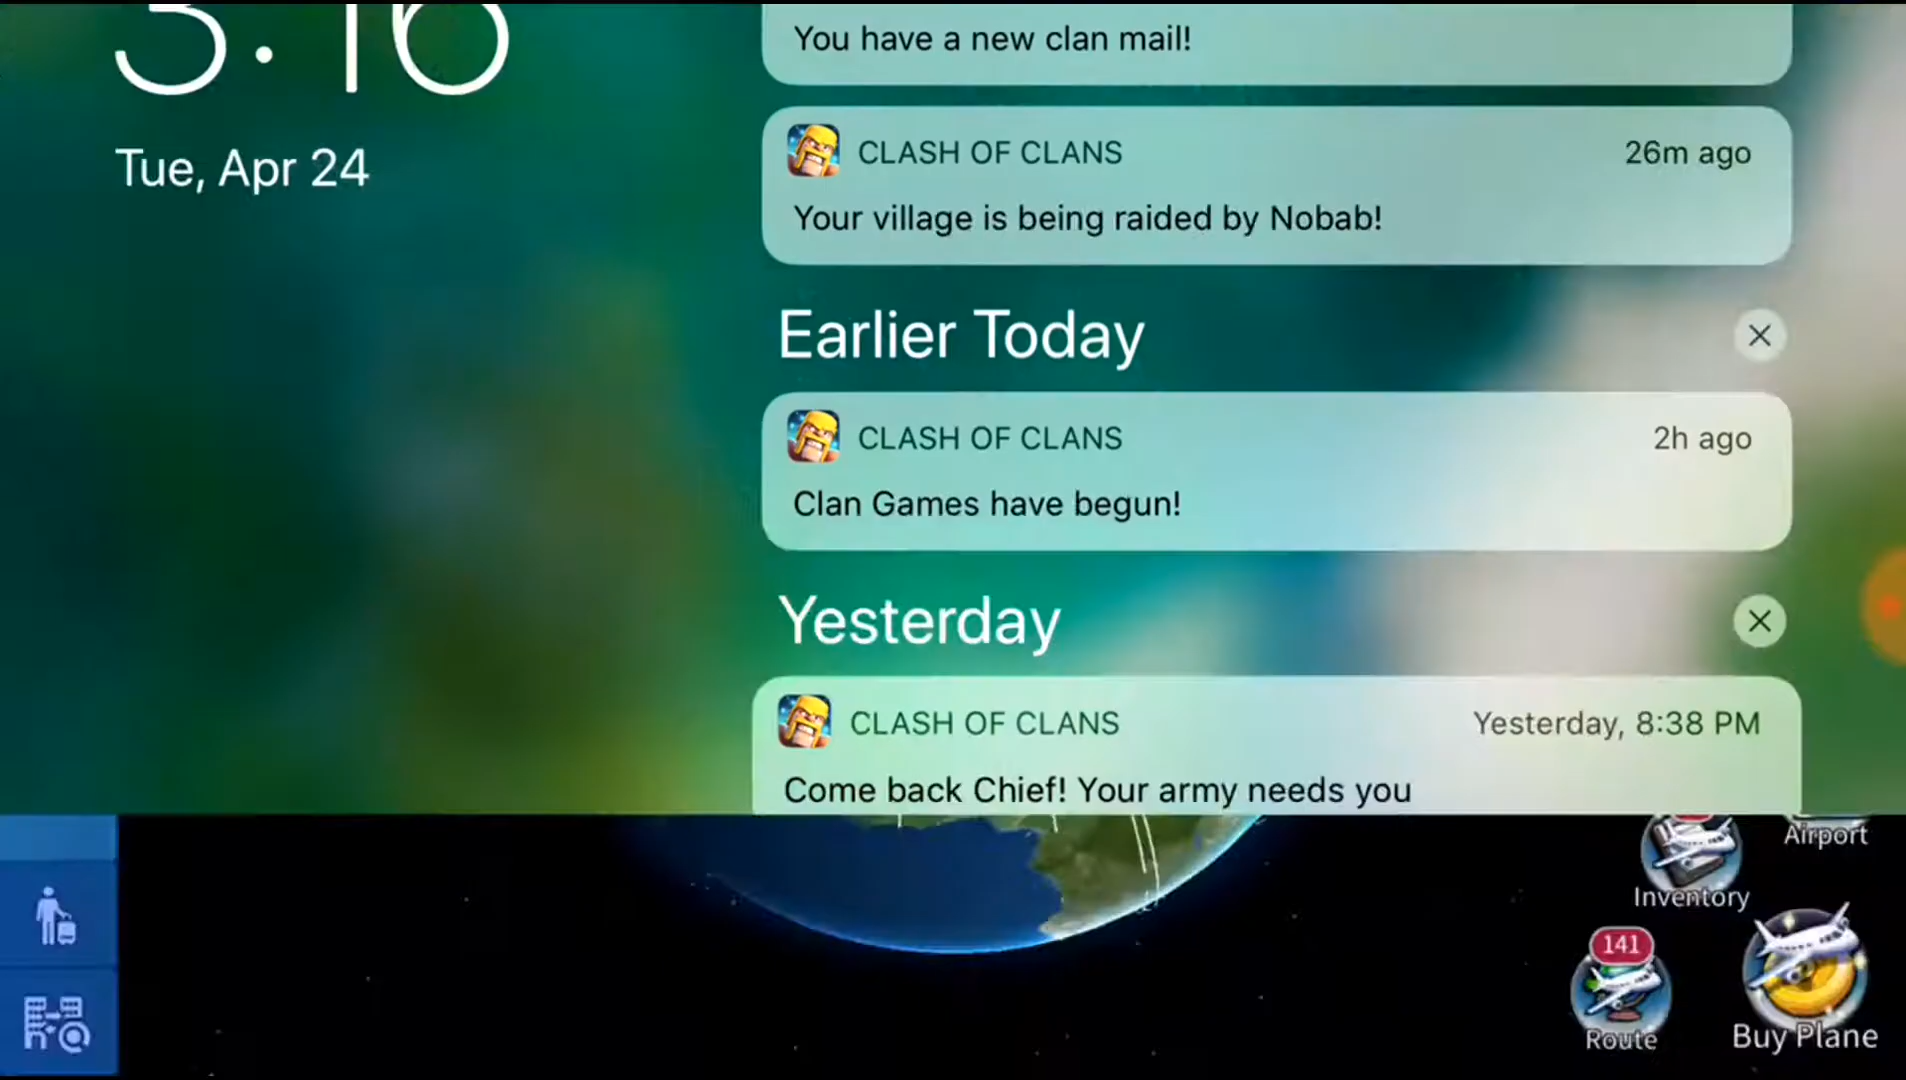 3:16
Tue, Apr 24
You have a new clan mail!
CLASH OF CLANS 26m ago
Your village is being raided by Nobab!
Earlier Today
CLASH OF CLANS 2h ago
Clan Games have begun!
Yesterday
CLASH OF CLANS Yesterday, 8:38 PM
Come back Chief! Your army needs you
Airport
Inventory
141
Route
Buy Plane